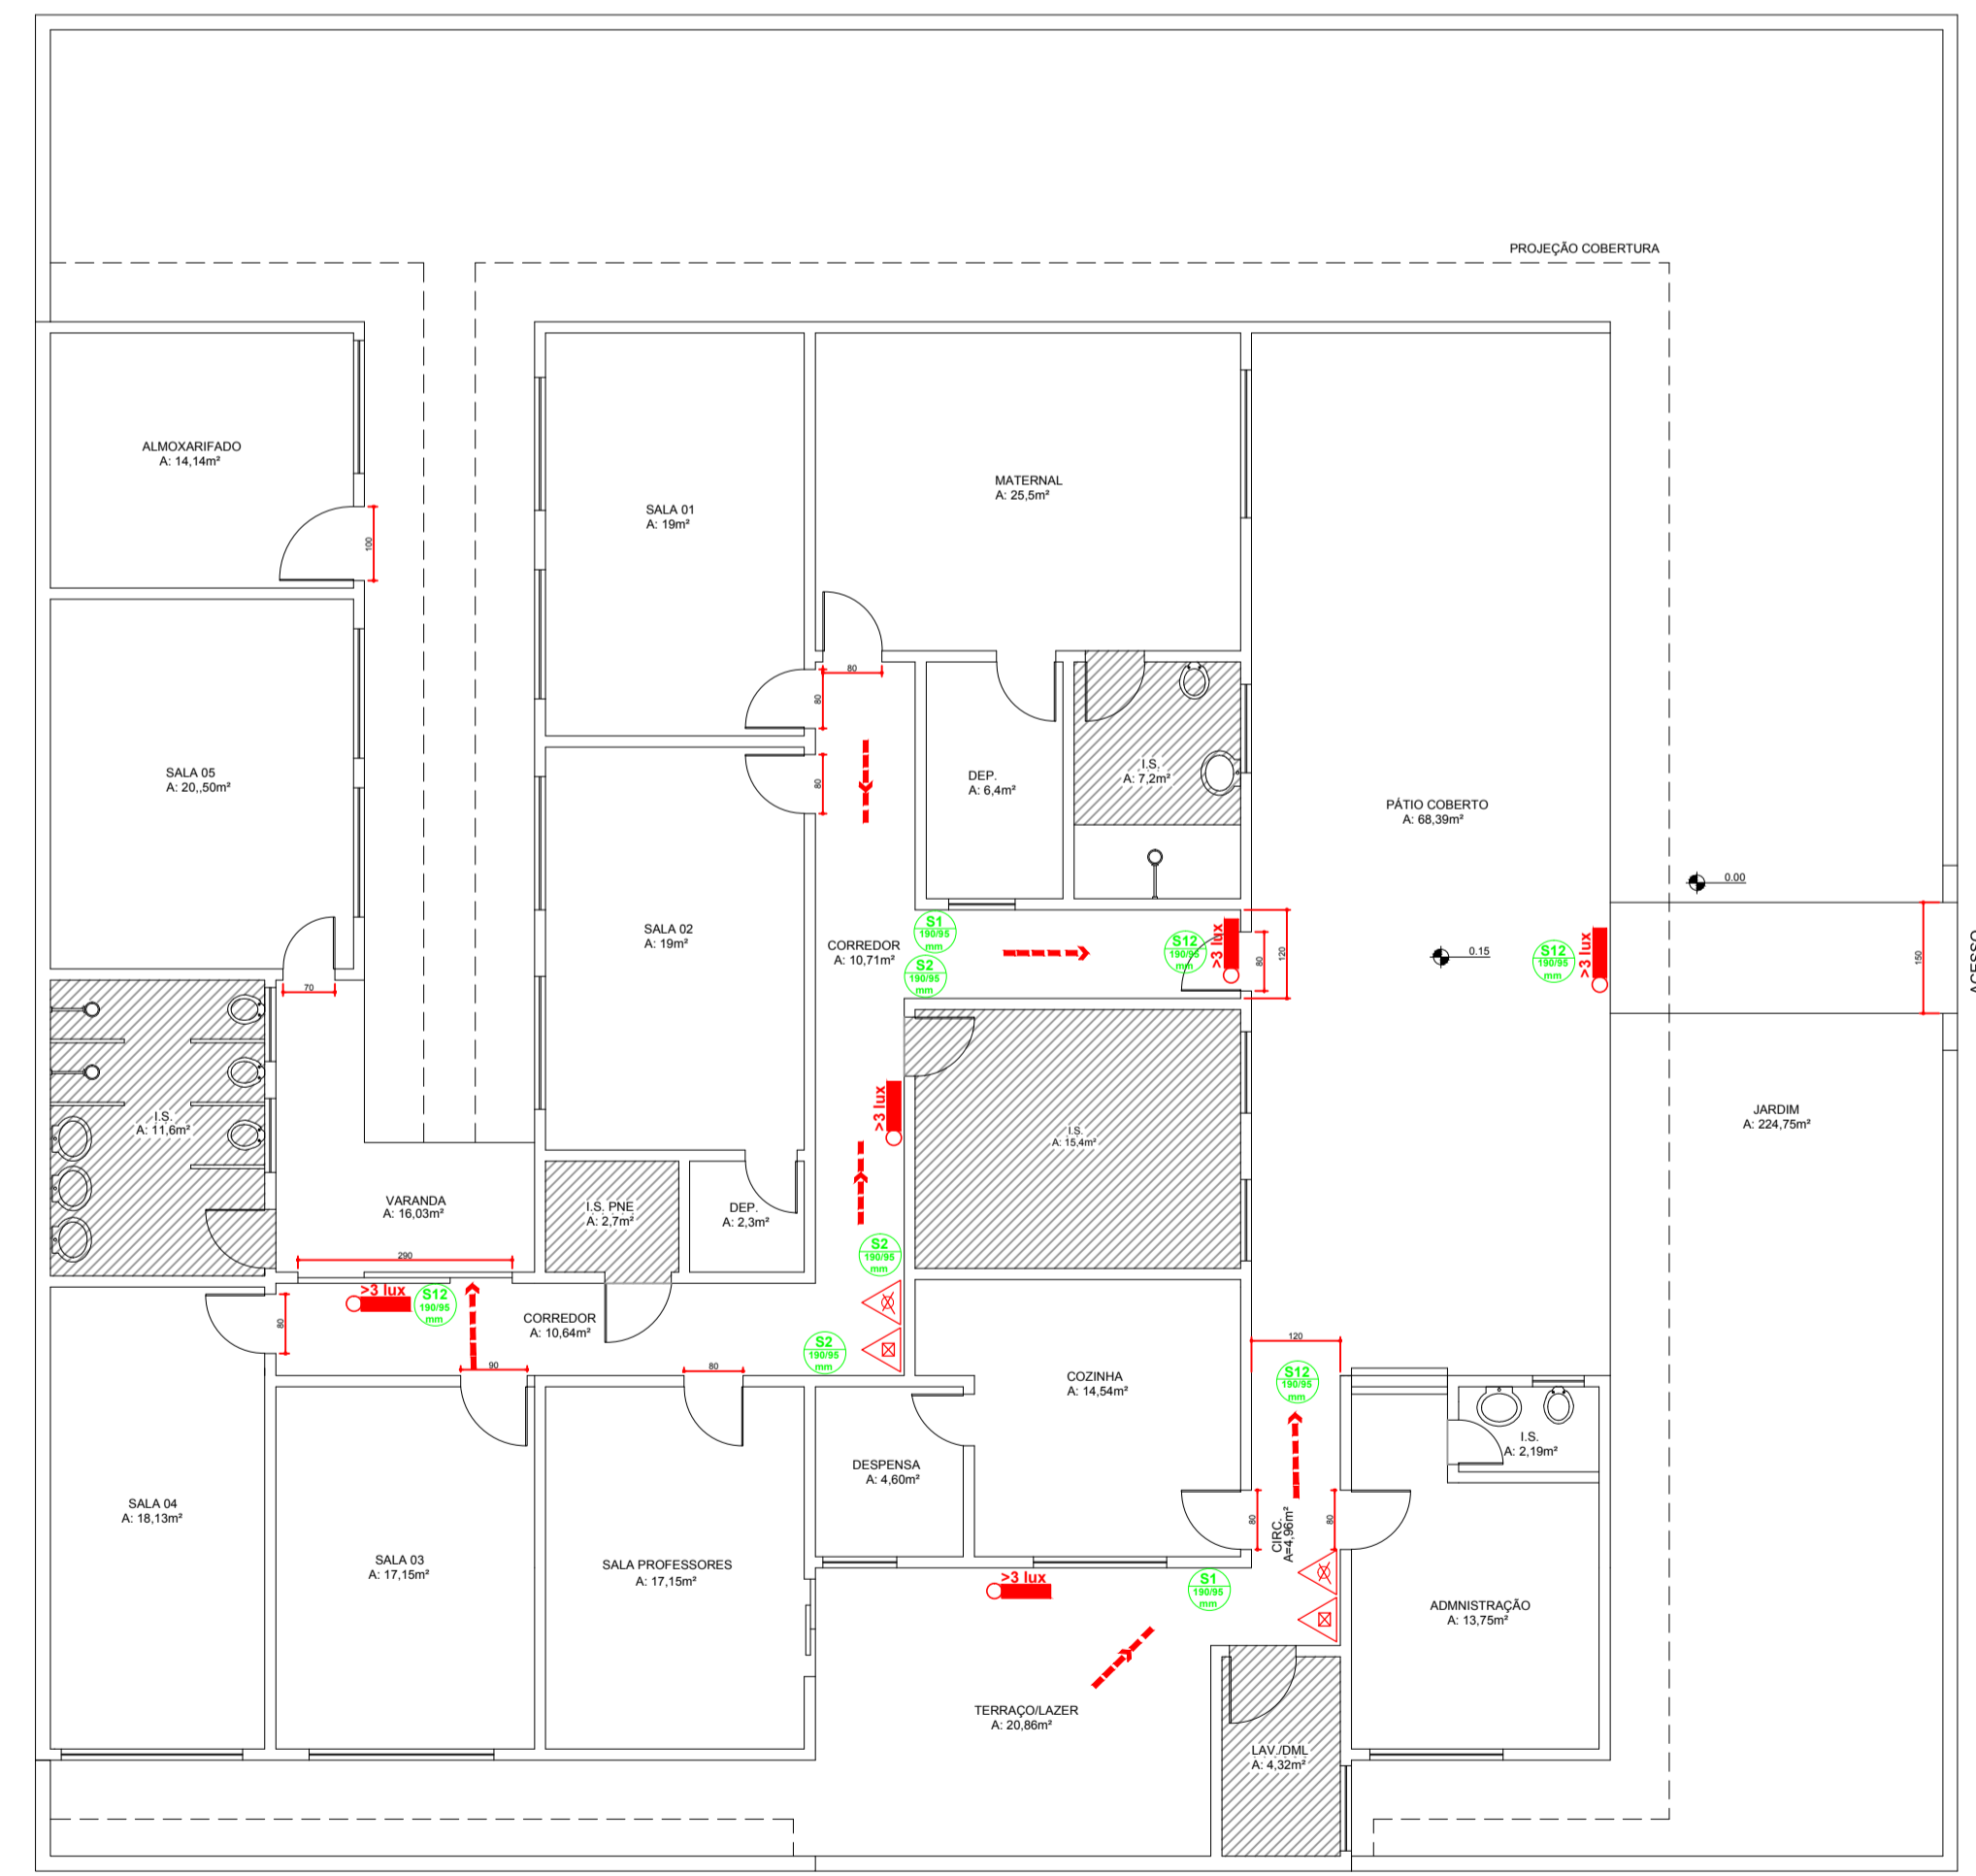 PROJEÇÃO COBERTURA
ALMOXARIFADO
A: 14,14m²
100
SALA 01
A: 19m²
MATERNAL
A: 25,5m²
80
80
80
SALA 05
A: 20,,50m²
70
DEP.
A: 6,4m²
I.S.
A: 7,2m²
PÁTIO COBERTO
A: 68,39m²
0.00
0.15
SALA 02
A: 19m²
CORREDOR
A: 10,71m²
S1
190/95
mm
S2
190/95
mm
S12
190/95
mm
>3 lux
80
120
S12
190/95
mm
>3 lux
150
ACESSO
I.S.
A: 11,6m²
>3 lux
I.S.
A: 15,4m²
JARDIM
A: 224,75m²
VARANDA
A: 16,03m²
I.S. PNE
A: 2,7m²
DEP.
A: 2,3m²
290
S2
190/95
mm
>3 lux
S12
190/95
mm
80
CORREDOR
A: 10,64m²
S2
190/95
mm
90
80
120
COZINHA
A: 14,54m²
S12
190/95
mm
I.S.
A: 2,19m²
DESPENSA
A: 4,60m²
SALA 04
A: 18,13m²
SALA 03
A: 17,15m²
SALA PROFESSORES
A: 17,15m²
80
CIRC.
A=4,96m²
80
>3 lux
S1
190/95
mm
ADMNISTRAÇÃO
A: 13,75m²
TERRAÇO/LAZER
A: 20,86m²
LAV./DML
A: 4,32m²